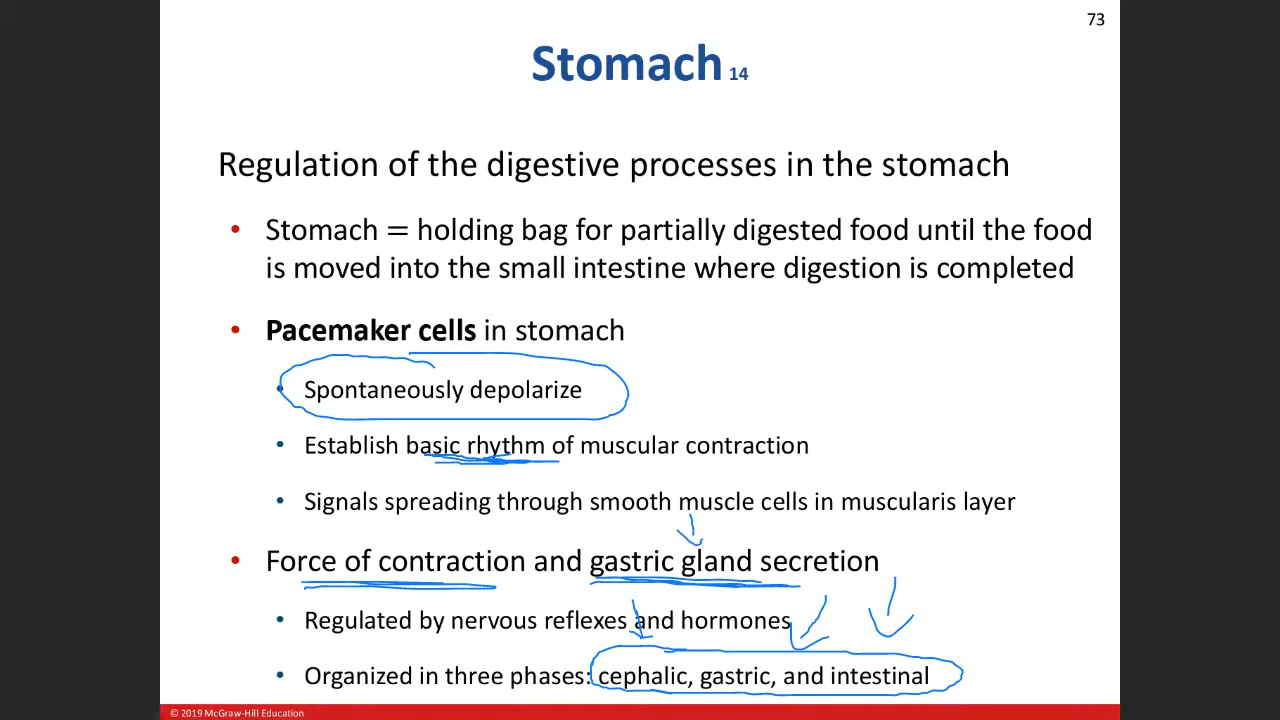 73
Stomach 14
Regulation of the digestive processes in the stomach
• Stomach = holding bag for partially digested food until the food
is moved into the small intestine where digestion is completed
• Pacemaker cells in stomach
• Spontaneously depolarize
• Establish basic rhythm of muscular contraction
• Signals spreading through smooth muscle cells in muscularis layer
• Force of contraction and gastric gland secretion
• Regulated by nervous reflexes and hormones
• Organized in three phases: cephalic, gastric, and intestinal
© 2019 McGraw-Hill Education